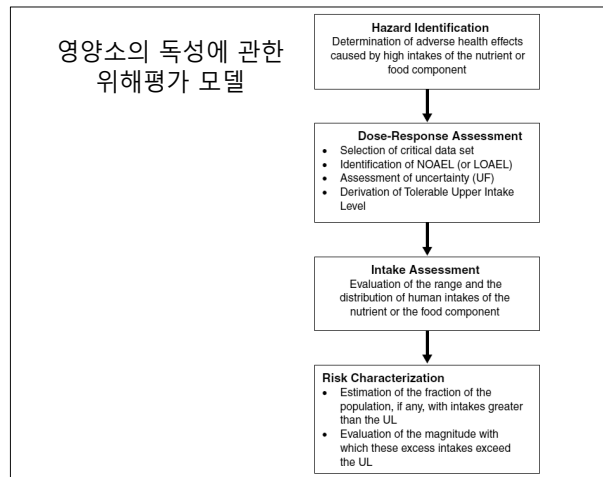 영양소의 독성에 관한
위해평가 모델
Hazard Identification
Determination of adverse health effects
caused by high intakes of the nutrient or
food component
Dose-Response Assessment
• Selection of critical data set
• Identification of NOAEL (or LOAEL)
• Assessment of uncertainty (UF)
• Derivation of Tolerable Upper Intake
Level
Intake Assessment
Evaluation of the range and the
distribution of human intakes of the
nutrient or the food component
Risk Characterization
• Estimation of the fraction of the
population, if any, with intakes greater
than the UL
• Evaluation of the magnitude with
which these excess intakes exceed
the UL